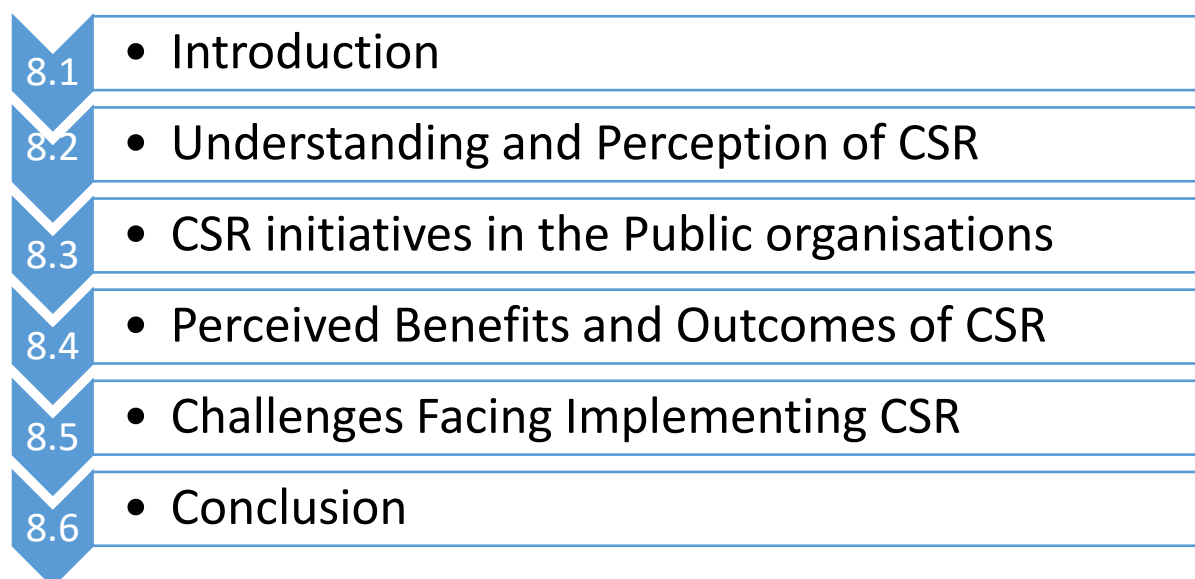 8.1 • Introduction
8.2 • Understanding and Perception of CSR
8.3 • CSR initiatives in the Public organisations
8.4 • Perceived Benefits and Outcomes of CSR
8.5 • Challenges Facing Implementing CSR
8.6 • Conclusion